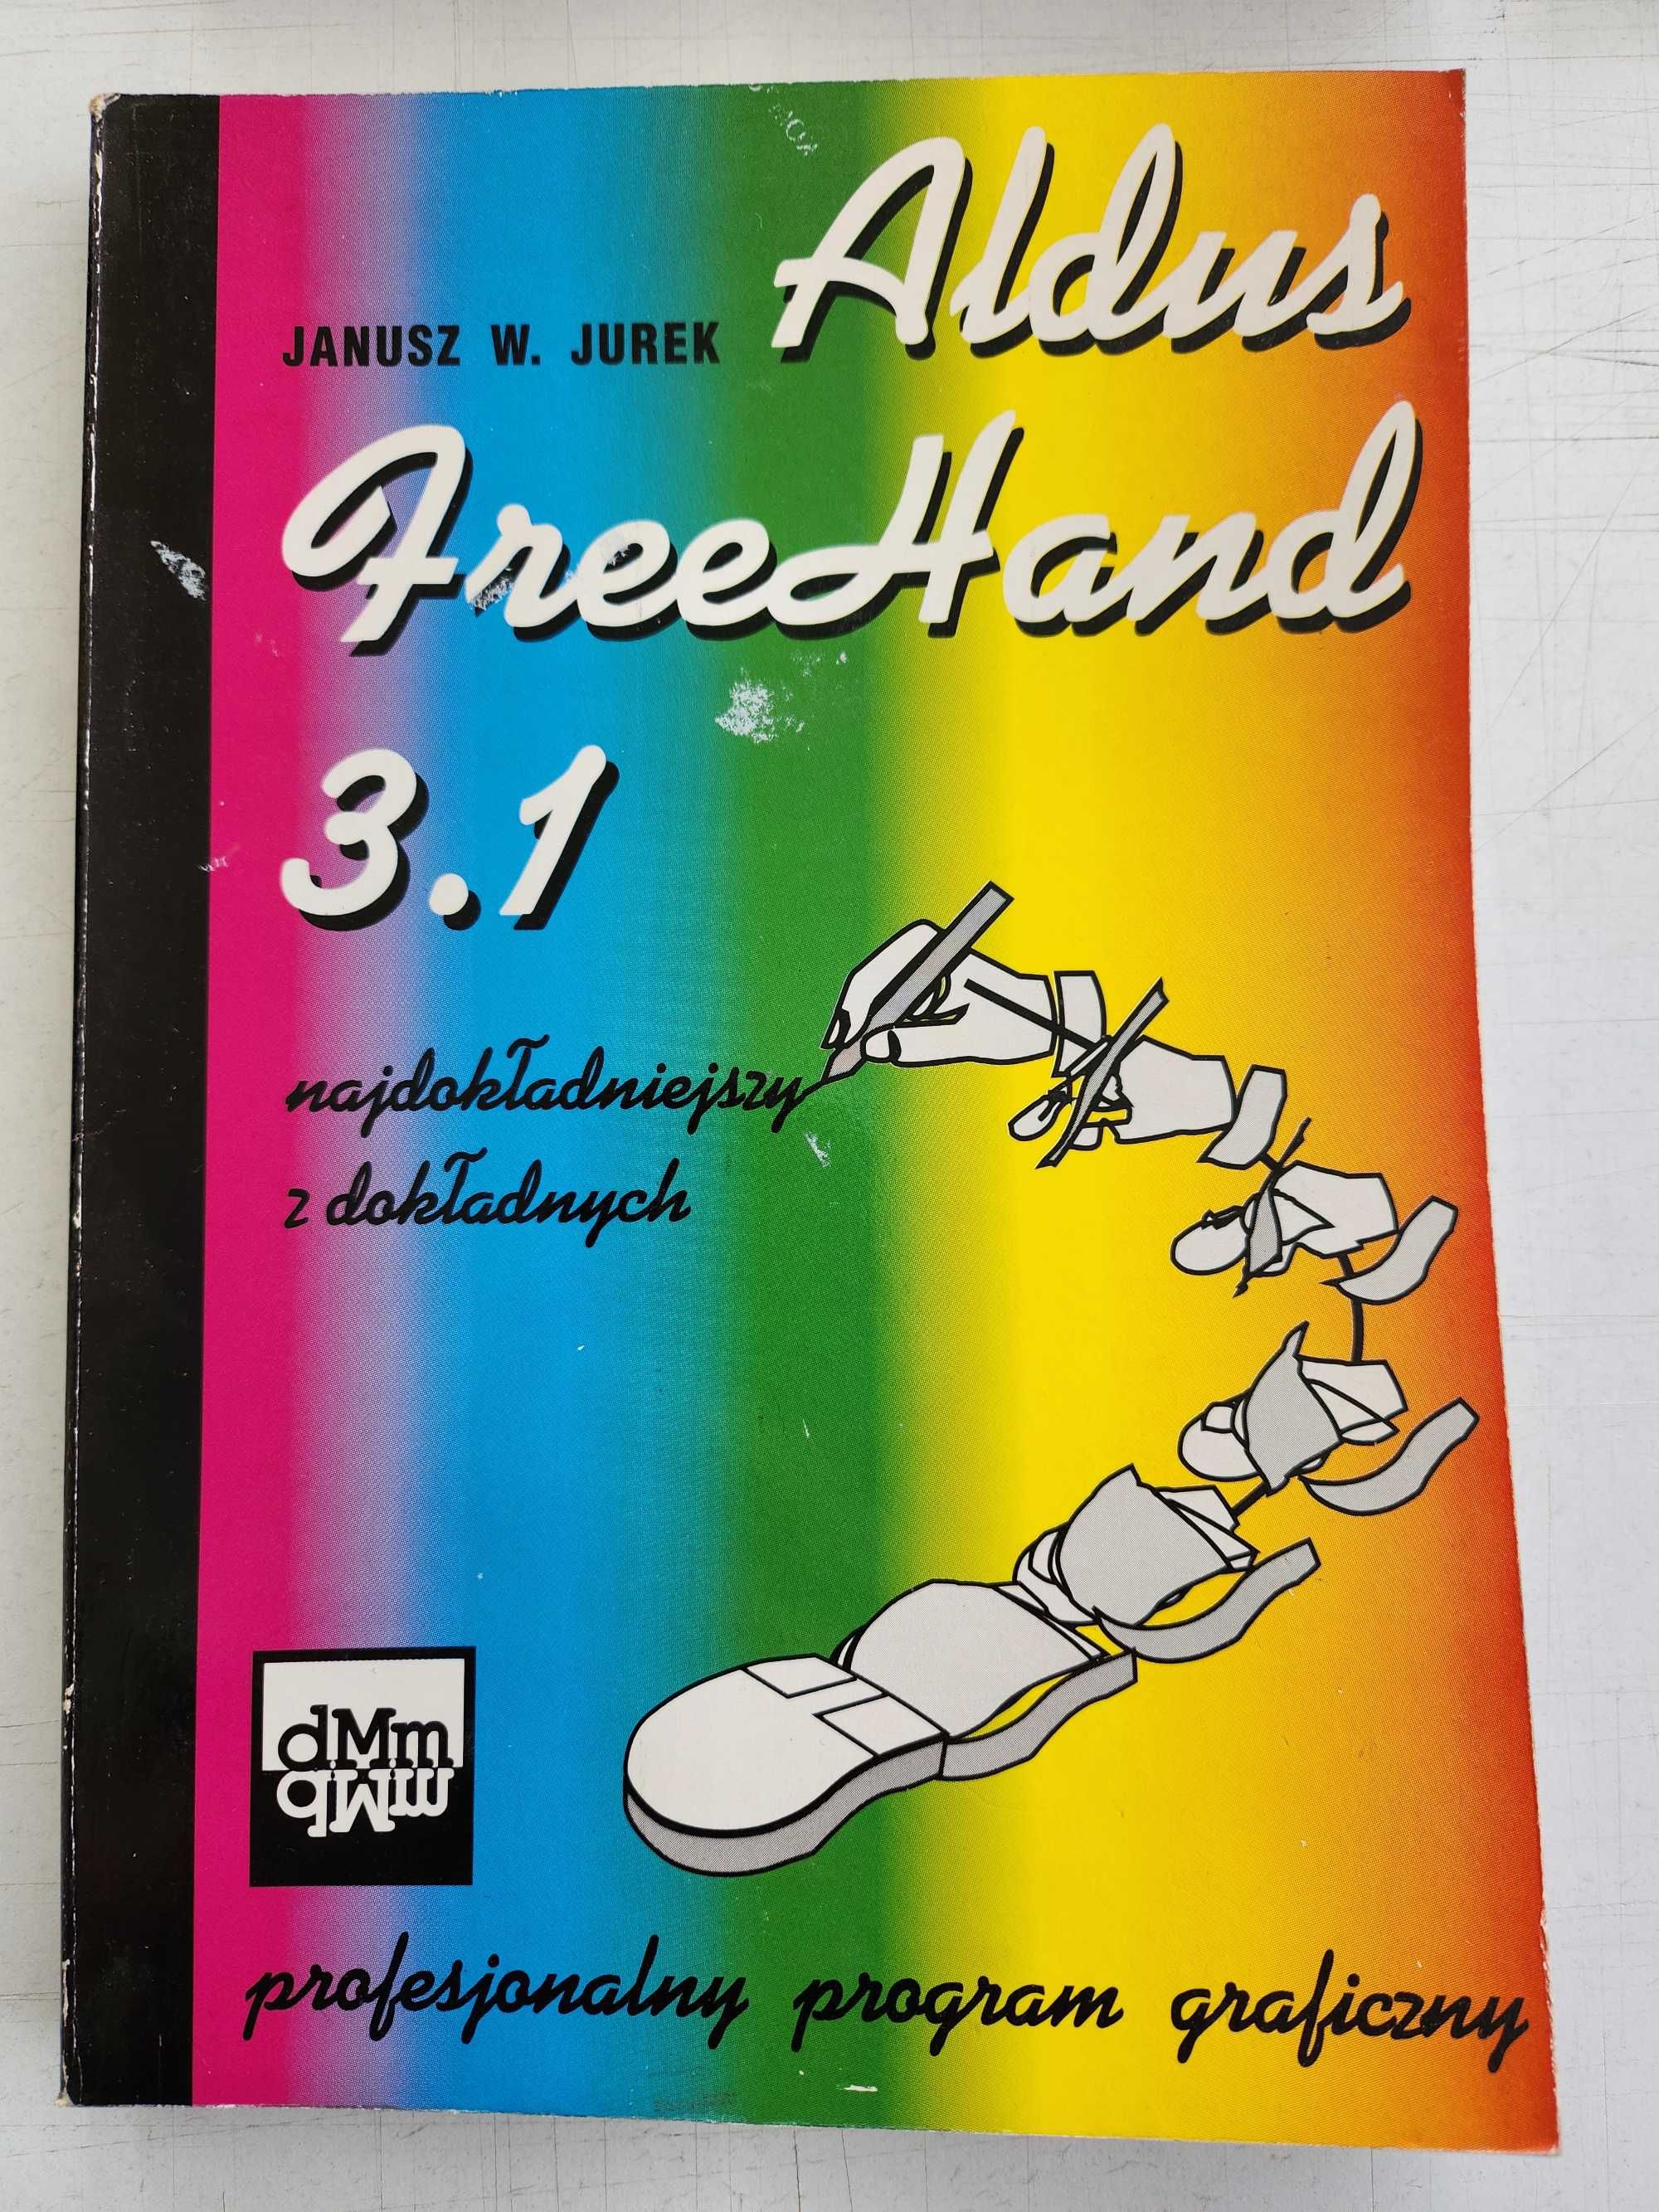 Aldus
JANUSZ W. JUREK
FreeHand
3.1
najdokładniejszy
z dokładnych
dMm
dMm
profesjonalny program graficzny